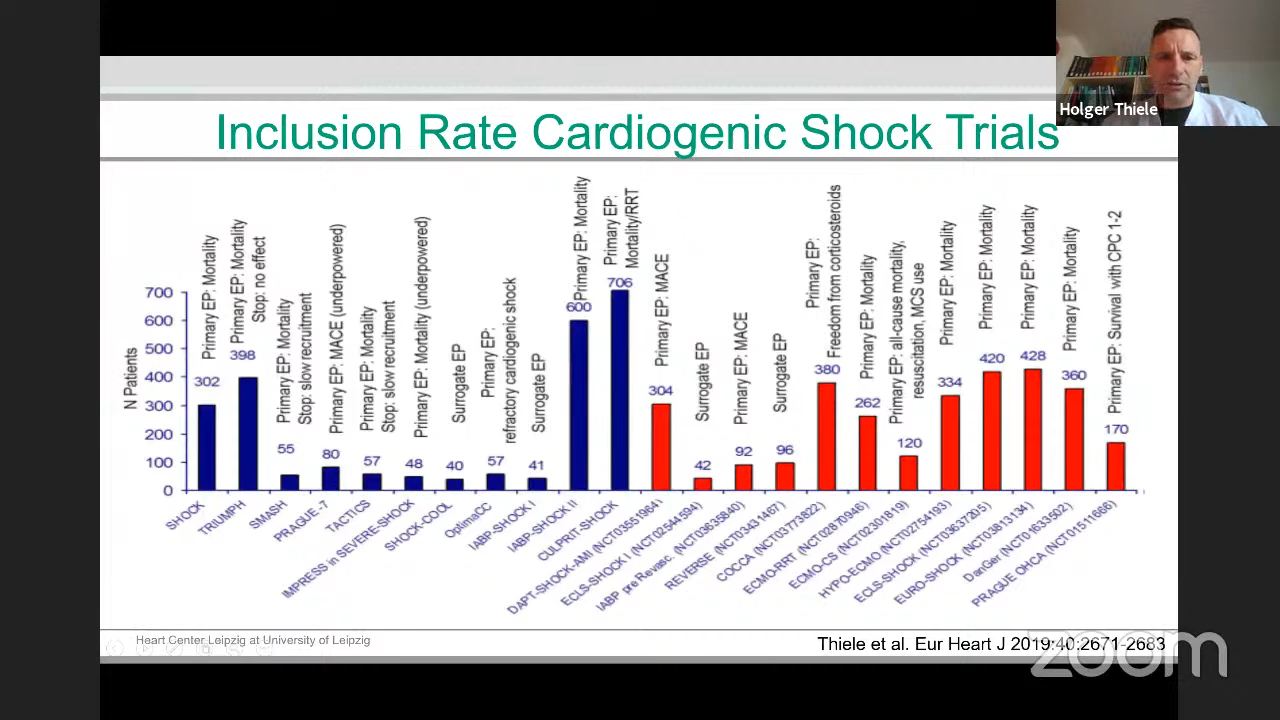 Holger Thiele
Inclusion Rate Cardiogenic Shock Trials
N Patients
700
600
500
400
300
200
100
0
Primary EP: Mortality
302
SHOCK
Primary EP: Mortality
Stop: no effect
398
TRIUMPH
Primary EP: Mortality
Stop: slow recruitment
55
SMASH
Primary EP: MACE (underpowered)
80
PRAGUE-7
Primary EP: Mortality
Stop: slow recruitment
57
TACTICS
Primary EP: Mortality (underpowered)
48
IMPRESS in SEVERE-SHOCK
Surrogate EP
40
SHOCK-COOL
Primary EP:
refractory cardiogenic shock
57
OptimaCC
Surrogate EP
41
IABP-SHOCK I
Primary EP: Mortality
600
IABP-SHOCK II
Primary EP:
Mortality/RRT
706
CULPRIT-SHOCK
Primary EP: MACE
304
DAPT-SHOCK-AMI (NCT03551964)
Surrogate EP
42
ECLS-SHOCK I (NCT02544594)
Primary EP: MACE
92
IABP pre Revasc. (NCT03635840)
Surrogate EP
96
REVERSE (NCT03431467)
Primary EP:
Freedom from corticosteroids
380
COCCA (NCT03773822)
Primary EP: Mortality
262
ECMO-RRT (NCT02870946)
Primary EP: all-cause mortality,
resuscitation, MCS use
120
ECMO-CS (NCT02301819)
Primary EP: Mortality
334
HYPO-ECMO (NCT02754193)
Primary EP: Mortality
420
ECLS-SHOCK (NCT03637205)
Primary EP: Mortality
428
EURO-SHOCK (NCT03813134)
Primary EP: Mortality
360
DanGer (NCT01633502)
Primary EP: Survival with CPC 1-2
170
PRAGUE OHCA (NCT01511666)
Heart Center Leipzig at University of Leipzig
Thiele et al. Eur Heart J 2019:40:2671-2683
zoom